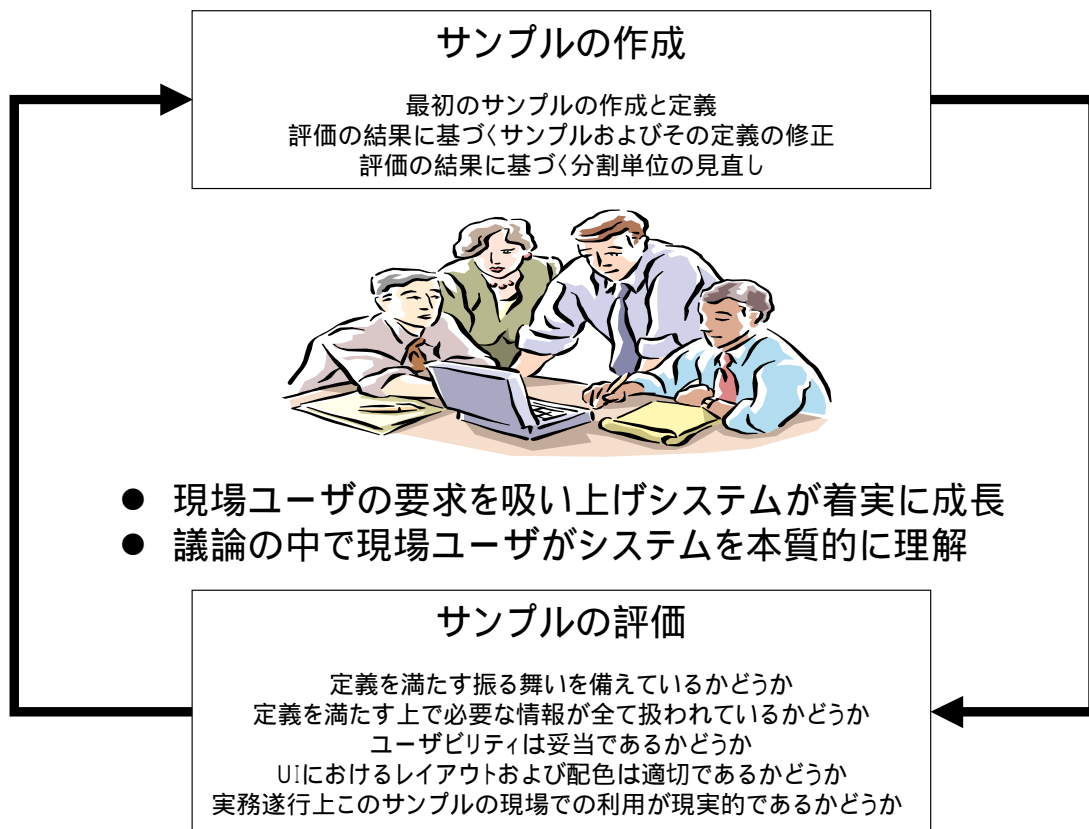 サンプルの作成
最初のサンプルの作成と定義
評価の結果に基づくサンプルおよびその定義の修正
評価の結果に基づく分割単位の見直し
● 現場ユーザの要求を吸い上げシステムが着実に成長
● 議論の中で現場ユーザがシステムを本質的に理解
サンプルの評価
定義を満たす振る舞いを備えているかどうか
定義を満たす上で必要な情報が全て扱われているかどうか
ユーザビリティは妥当であるかどうか
UIにおけるレイアウトおよび配色は適切であるかどうか
実務遂行上このサンプルの現場での利用が現実的であるかどうか